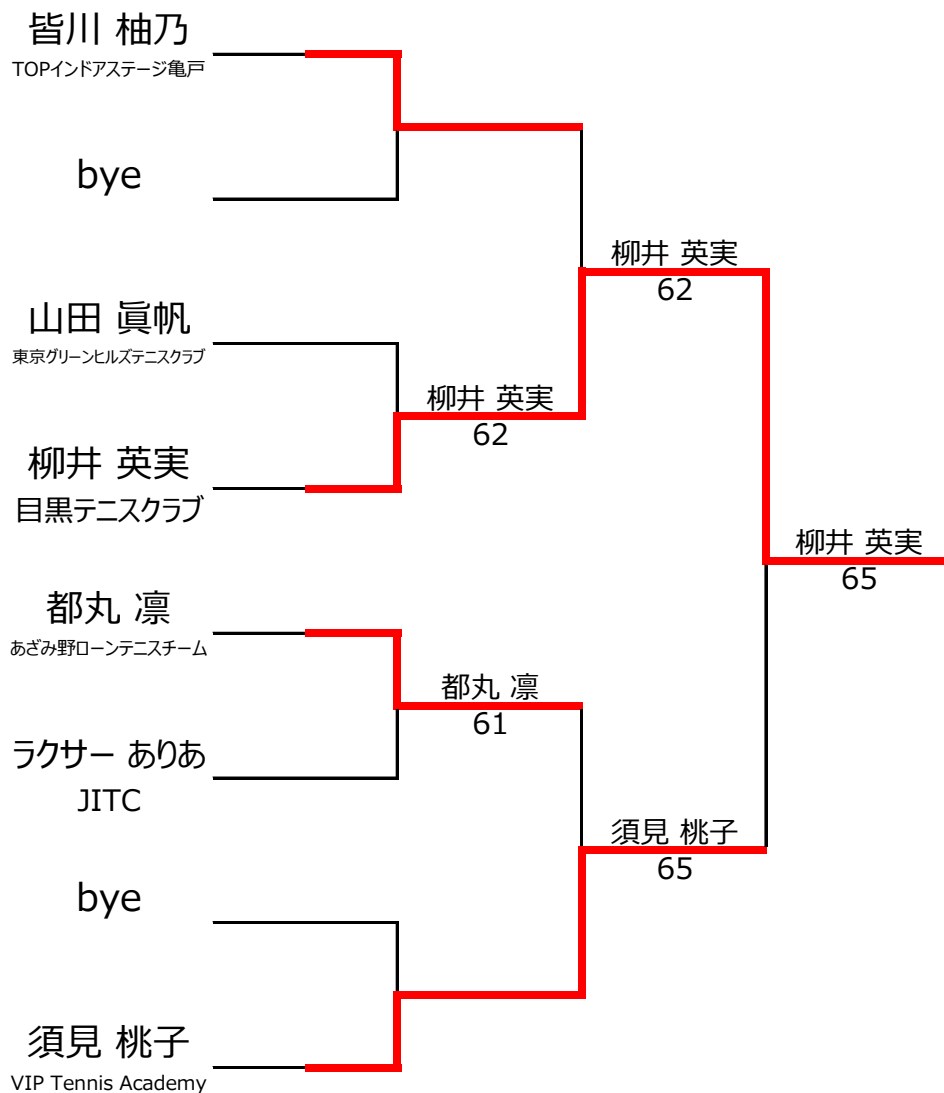 皆川 柚乃
TOPインドアステージ亀戸
bye
山田 眞帆
東京グリーンヒルズテニスクラブ
柳井 英実
目黒テニスクラブ
都丸 凛
あざみ野ローンテニスチーム
ラクサー ありあ
JITC
bye
須見 桃子
VIP Tennis Academy
柳井 英実
62
都丸 凛
61
柳井 英実
62
須見 桃子
65
柳井 英実
65